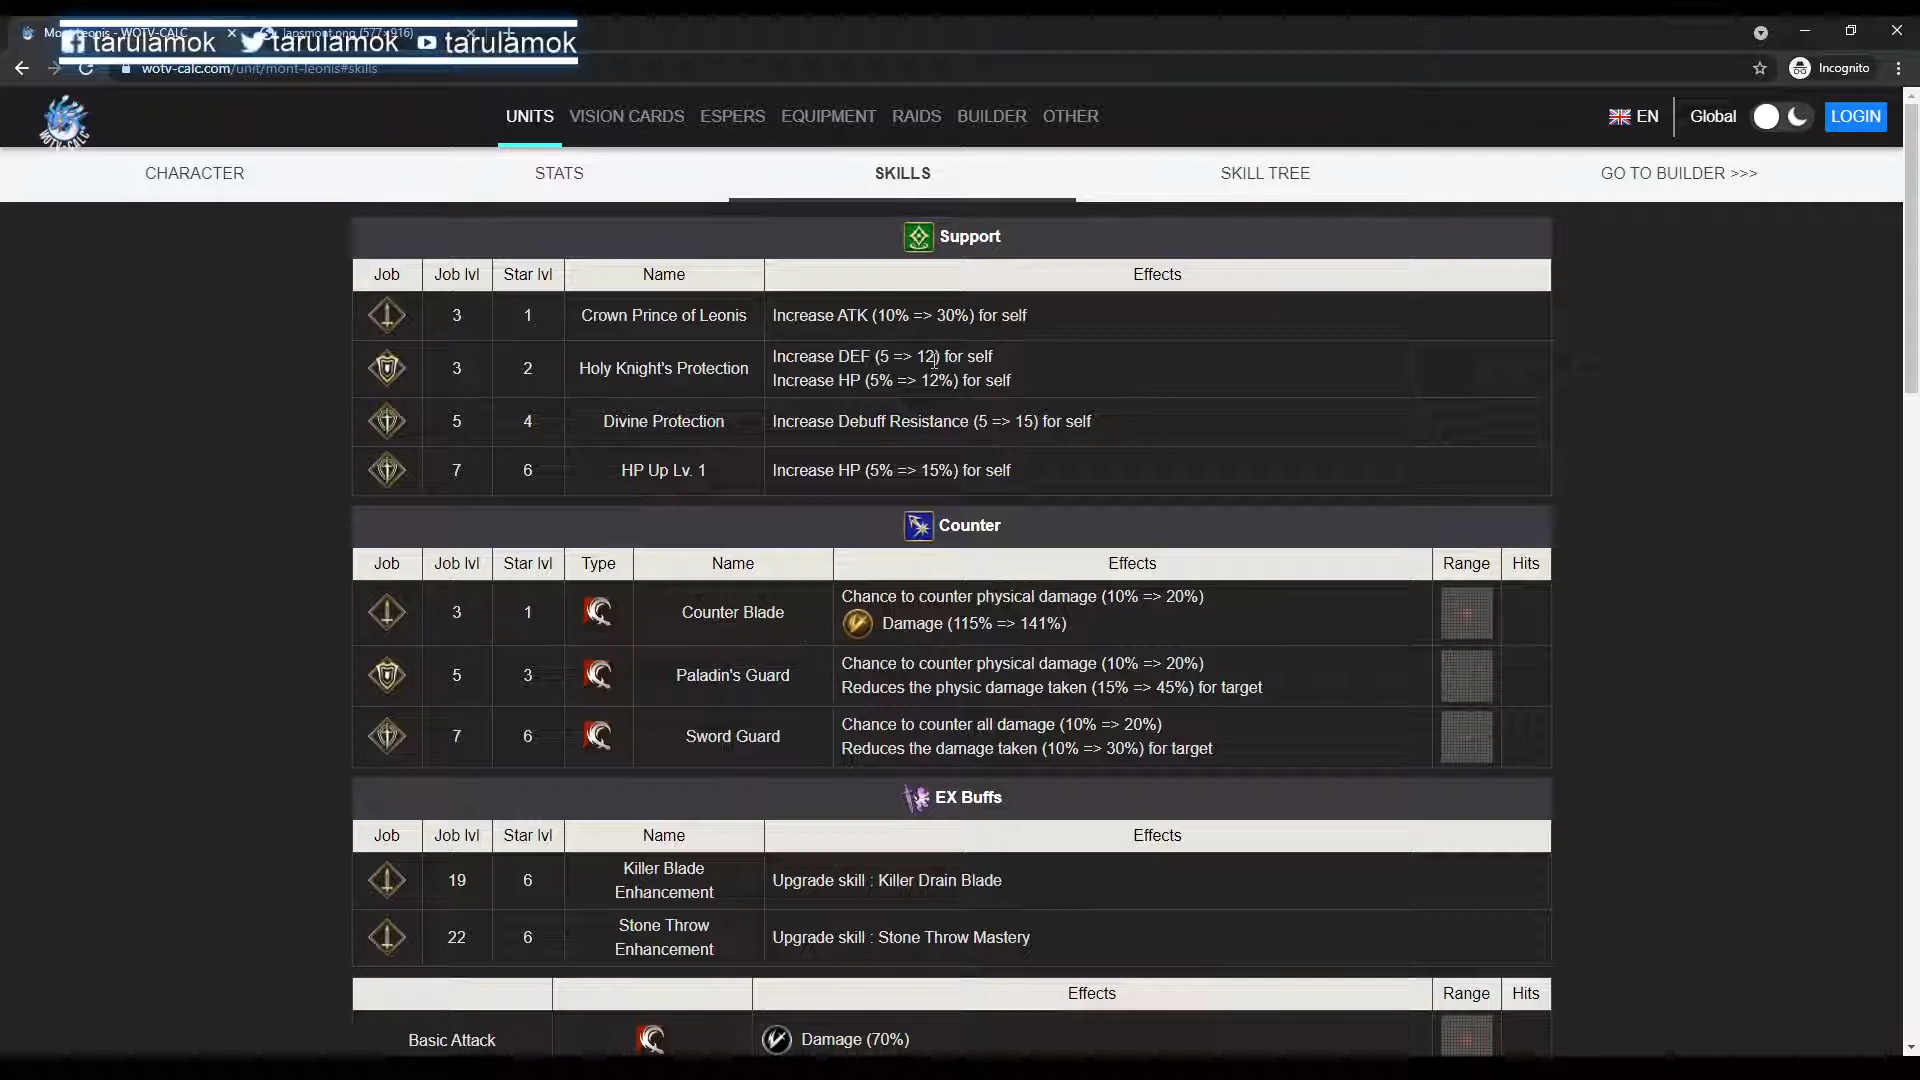 Mont Leonis - WOTV-CALC
lapsmont.png (577×916)
tarulamok tarulamok tarulamok
wotv-calc.com/unit/mont-leonis#skills
Incognito
UNITS VISION CARDS ESPERS EQUIPMENT RAIDS BUILDER OTHER
EN Global LOGIN
WOTV-CALC
CHARACTER STATS SKILLS SKILL TREE GO TO BUILDER >>>
Support
Job Job lvl Star lvl Name Effects
3 1 Crown Prince of Leonis Increase ATK (10% => 30%) for self
3 2 Holy Knight's Protection Increase DEF (5 => 12) for self
Increase HP (5% => 12%) for self
5 4 Divine Protection Increase Debuff Resistance (5 => 15) for self
7 6 HP Up Lv. 1 Increase HP (5% => 15%) for self
Counter
Job Job lvl Star lvl Type Name Effects Range Hits
3 1 Counter Blade Chance to counter physical damage (10% => 20%)
Damage (115% => 141%)
5 3 Paladin's Guard Chance to counter physical damage (10% => 20%)
Reduces the physic damage taken (15% => 45%) for target
7 6 Sword Guard Chance to counter all damage (10% => 20%)
Reduces the damage taken (10% => 30%) for target
EX Buffs
Job Job lvl Star lvl Name Effects
19 6 Killer Blade Enhancement Upgrade skill : Killer Drain Blade
22 6 Stone Throw Enhancement Upgrade skill : Stone Throw Mastery
Effects Range Hits
Basic Attack Damage (70%)